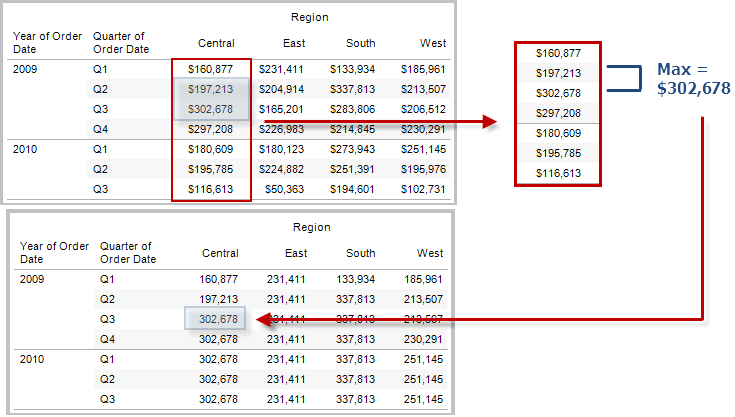 Region
Year of Order Date Quarter of Order Date Central East South West
2009 Q1 $160,877 $231,411 $133,934 $185,961
Q2 $197,213 $204,914 $337,813 $213,507
Q3 $302,678 $165,201 $283,806 $206,512
Q4 $297,208 $226,983 $214,845 $230,291
2010 Q1 $180,609 $180,123 $273,943 $251,145
Q2 $195,785 $224,882 $251,391 $195,976
Q3 $116,613 $50,363 $194,601 $102,731
$160,877
$197,213
$302,678
$297,208
$180,609
$195,785
$116,613
Max =
$302,678
Region
Year of Order Date Quarter of Order Date Central East South West
2009 Q1 160,877 231,411 133,934 185,961
Q2 197,213 231,411 337,813 213,507
Q3 302,678 231,411 337,813 213,507
Q4 302,678 231,411 337,813 230,291
2010 Q1 302,678 231,411 337,813 251,145
Q2 302,678 231,411 337,813 251,145
Q3 302,678 231,411 337,813 251,145